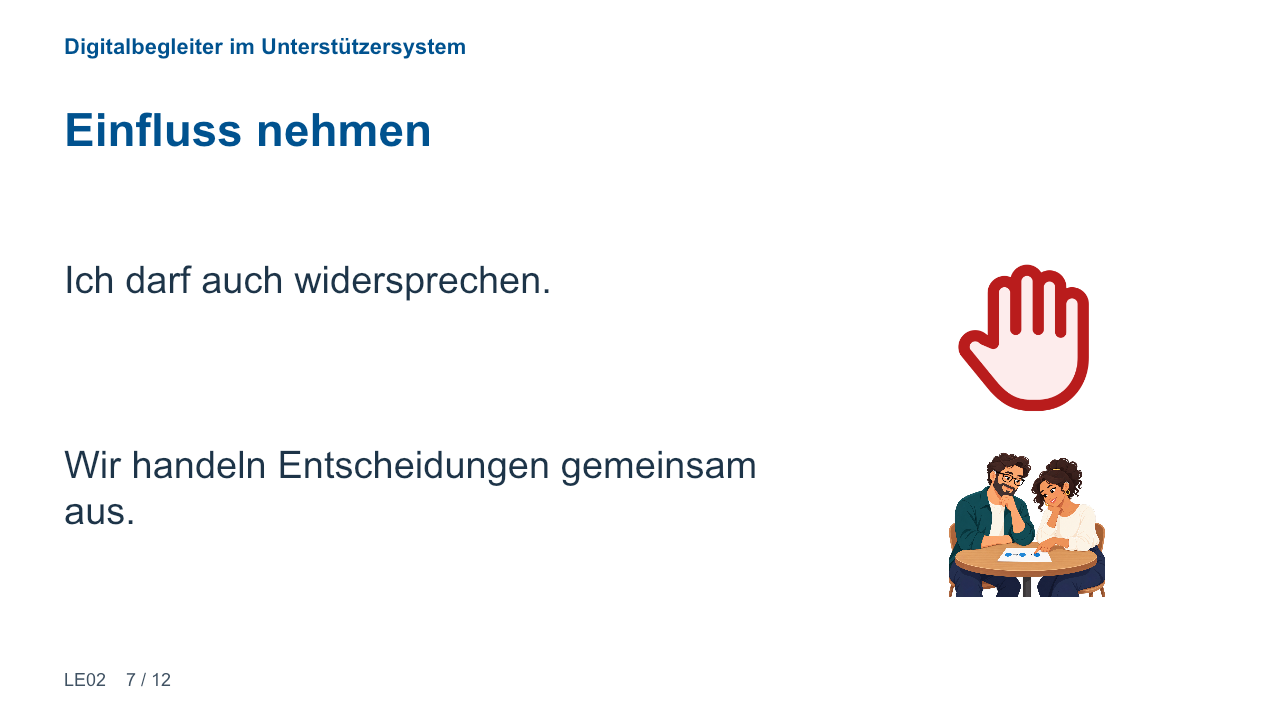 Digitalbegleiter im Unterstützersystem
Einfluss nehmen
Ich darf auch widersprechen.
Wir handeln Entscheidungen gemeinsam
aus.
LE02 7 / 12